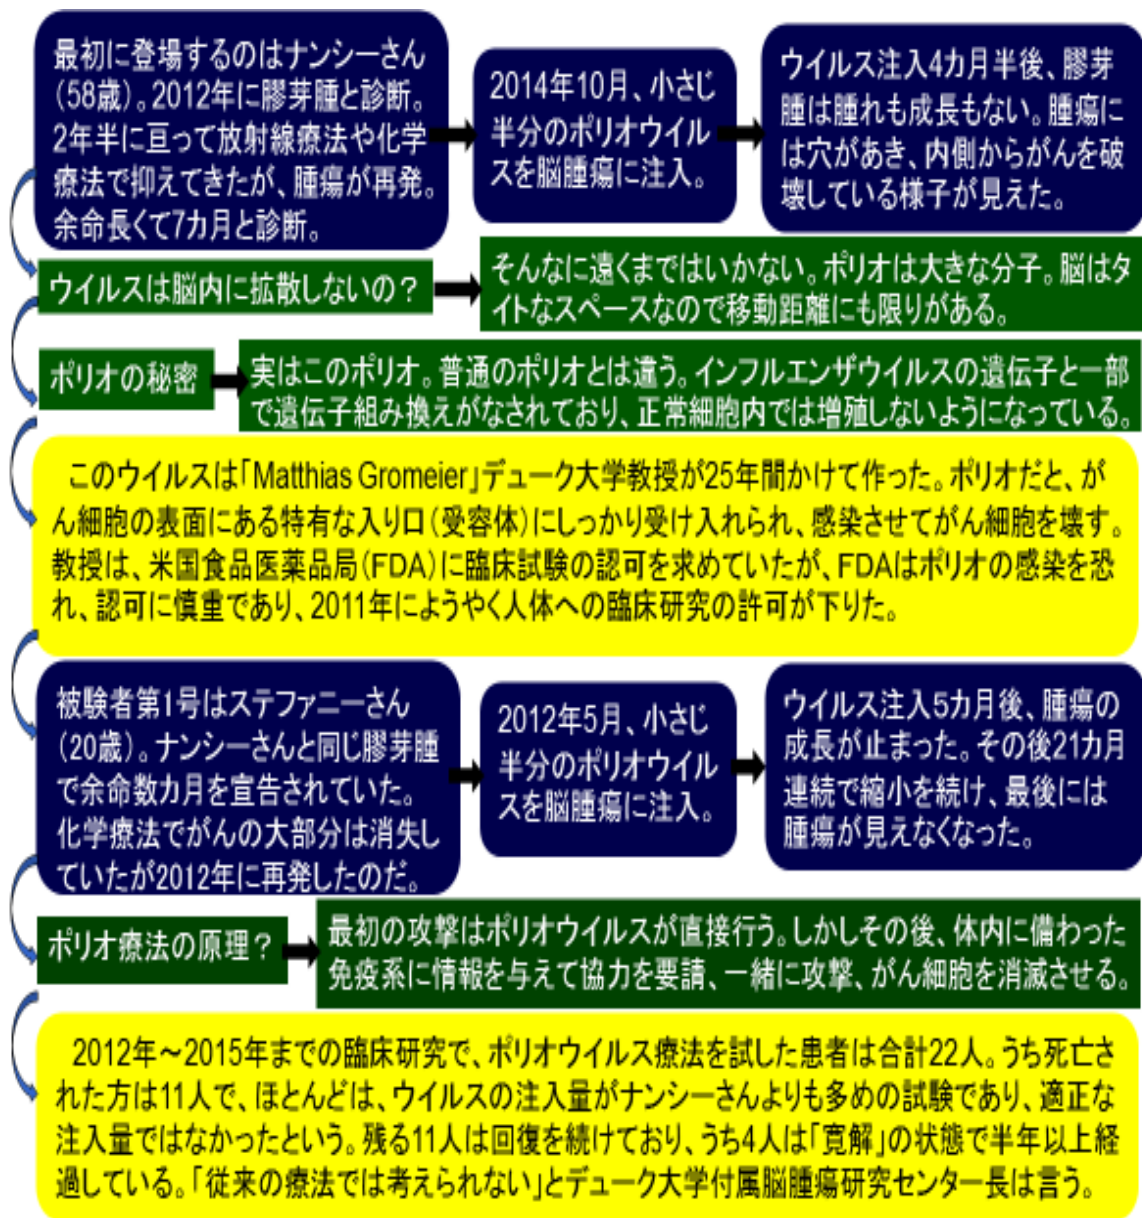 最初に登場するのはナンシーさん
(58歳)。2012年に膠芽腫と診断。
2年半に亘って放射線療法や化学
療法で抑えてきたが、腫瘍が再発。
余命長くて7カ月と診断。
2014年10月、小さじ
半分のポリオウイル
スを脳腫瘍に注入。
ウイルス注入4カ月半後、膠芽
腫は腫れも成長もない。腫瘍に
は穴があき、内側からがんを破
壊している様子が見えた。
ウイルスは脳内に拡散しないの?
そんなに遠くまではいかない。ポリオは大きな分子。脳はタ
イトなスペースなので移動距離にも限りがある。
ポリオの秘密
実はこのポリオ。普通のポリオとは違う。インフルエンザウイルスの遺伝子と一部
で遺伝子組み換えがなされており、正常細胞内では増殖しないようになっている。
このウイルスは「Matthias Gromeier」デューク大学教授が25年間かけて作った。ポリオだと、が
ん細胞の表面にある特有な入り口(受容体)にしっかり受け入れられ、感染させてがん細胞を壊す。
教授は、米国食品医薬品局(FDA)に臨床試験の認可を求めていたが、FDAはポリオの感染を恐
れ、認可に慎重であり、2011年にようやく人体への臨床研究の許可が下りた。
被験者第1号はステファニーさん
(20歳)。ナンシーさんと同じ膠芽腫
で余命数カ月を宣告されていた。
化学療法でがんの大部分は消失し
ていたが2012年に再発したのだ。
2012年5月、小さじ
半分のポリオウイル
スを脳腫瘍に注入。
ウイルス注入5カ月後、腫瘍の
成長が止まった。その後21カ月
連続で縮小を続け、最後には
腫瘍が見えなくなった。
ポリオ療法の原理?
最初の攻撃はポリオウイルスが直接行う。しかしその後、体内に備わった
免疫系に情報を与えて協力を要請、一緒に攻撃、がん細胞を消滅させる。
2012年～2015年までの臨床研究で、ポリオウイルス療法を試した患者は合計22人。うち死亡さ
れた方は11人で、ほとんどは、ウイルスの注入量がナンシーさんよりも多めの試験であり、適正な
注入量ではなかったという。残る11人は回復を続けており、うち4人は「寛解」の状態で半年以上経
過している。「従来の療法では考えられない」とデューク大学付属脳腫瘍研究センター長は言う。